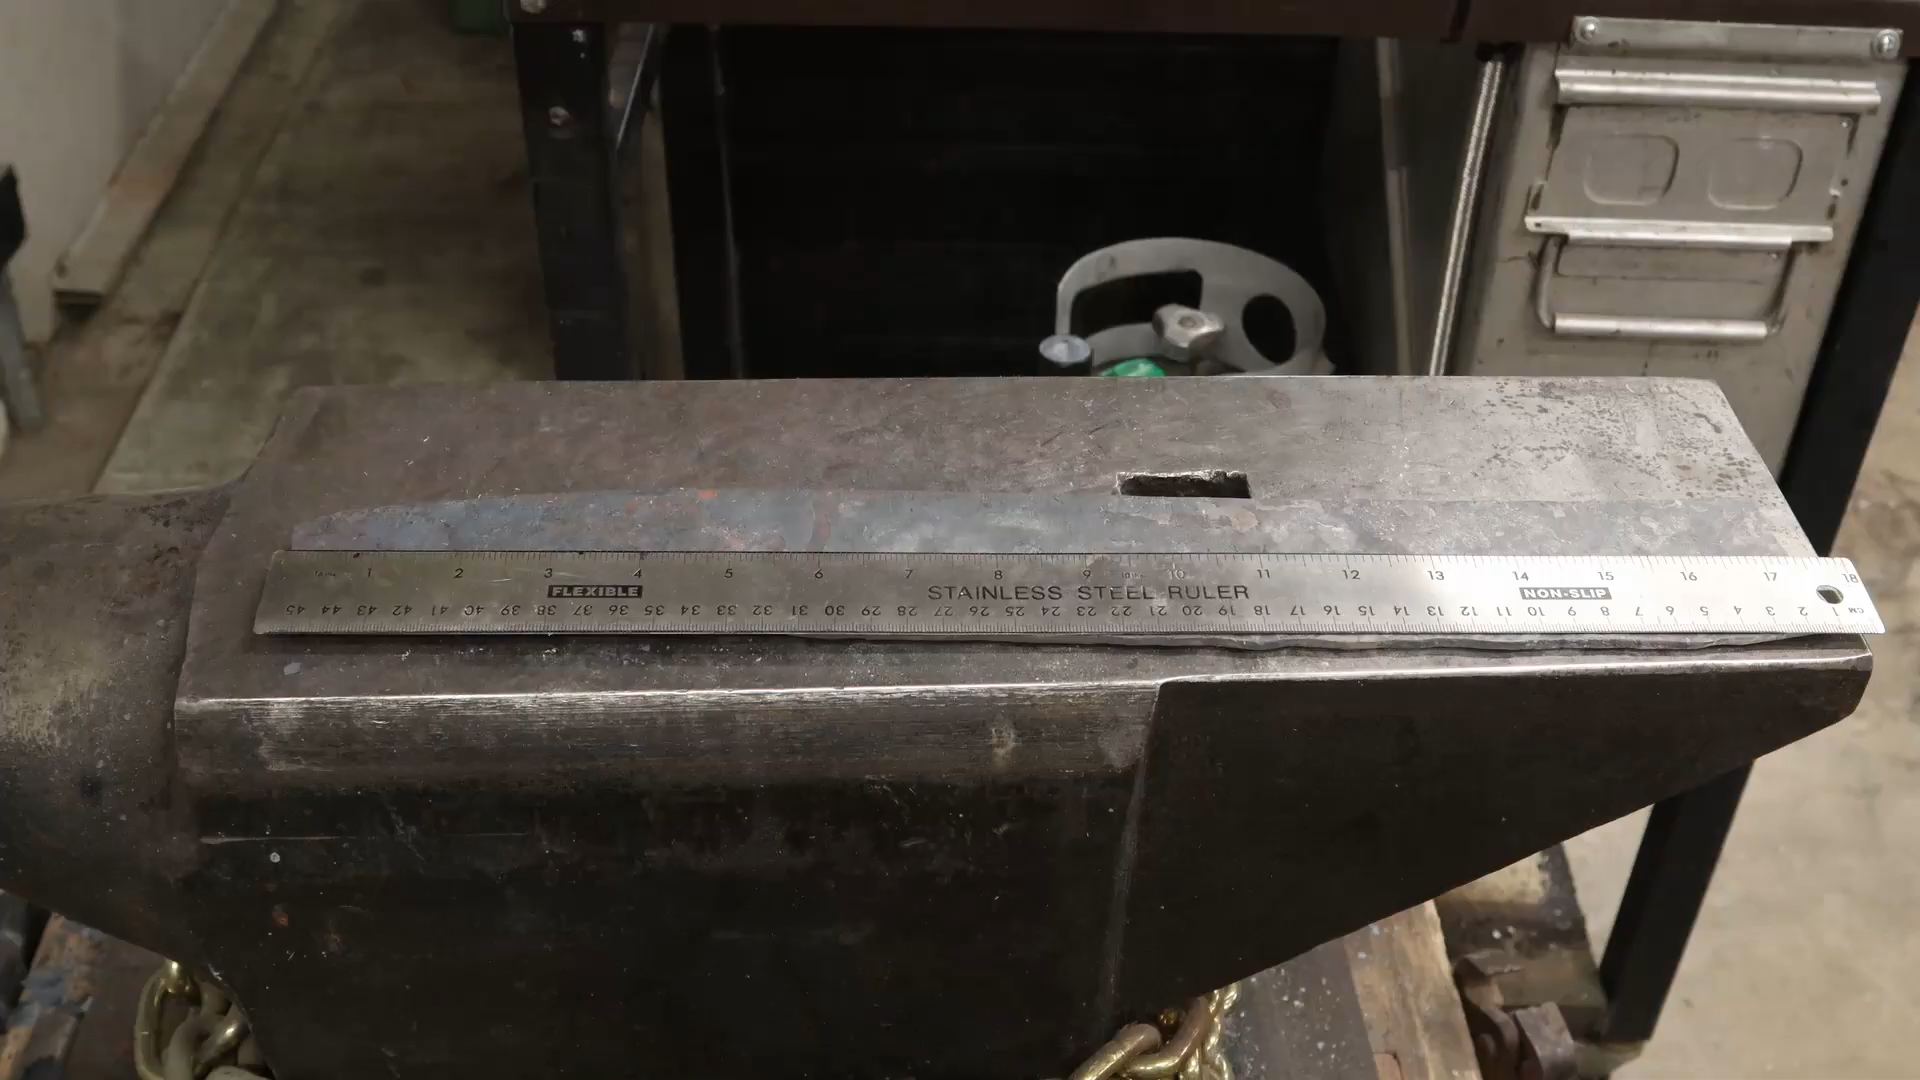 1 2 3 4 5 6 7 8 9 10 11 12 13 14 15 16 17 18
FLEXIBLE STAINLESS STEEL RULER NON-SLIP
45 44 43 42 41 40 39 38 37 36 35 34 33 32 31 30 29 28 27 26 25 24 23 22 21 20 19 18 17 16 15 14 13 12 11 10 9 8 7 6 5 4 3 2 1 CM